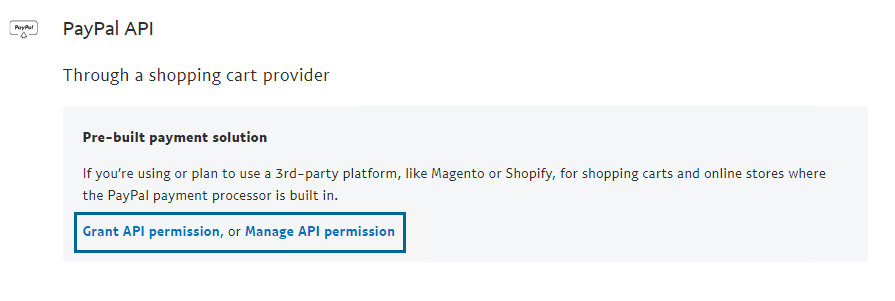 PayPal
PayPal API
Through a shopping cart provider
Pre-built payment solution
If you’re using or plan to use a 3rd-party platform, like Magento or Shopify, for shopping carts and online stores where
the PayPal payment processor is built in.
Grant API permission, or Manage API permission